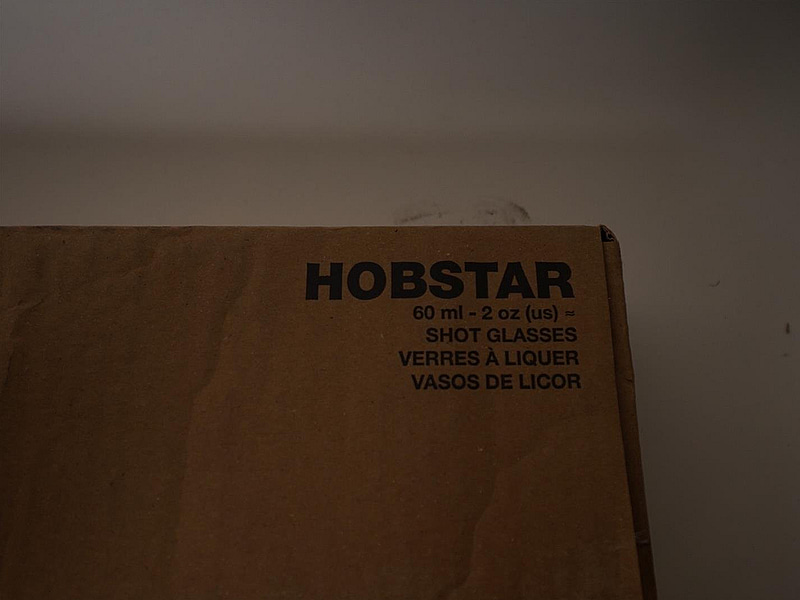 HOBSTAR
60 ml - 2 oz (us) ≈
SHOT GLASSES
VERRES À LIQUER
VASOS DE LICOR